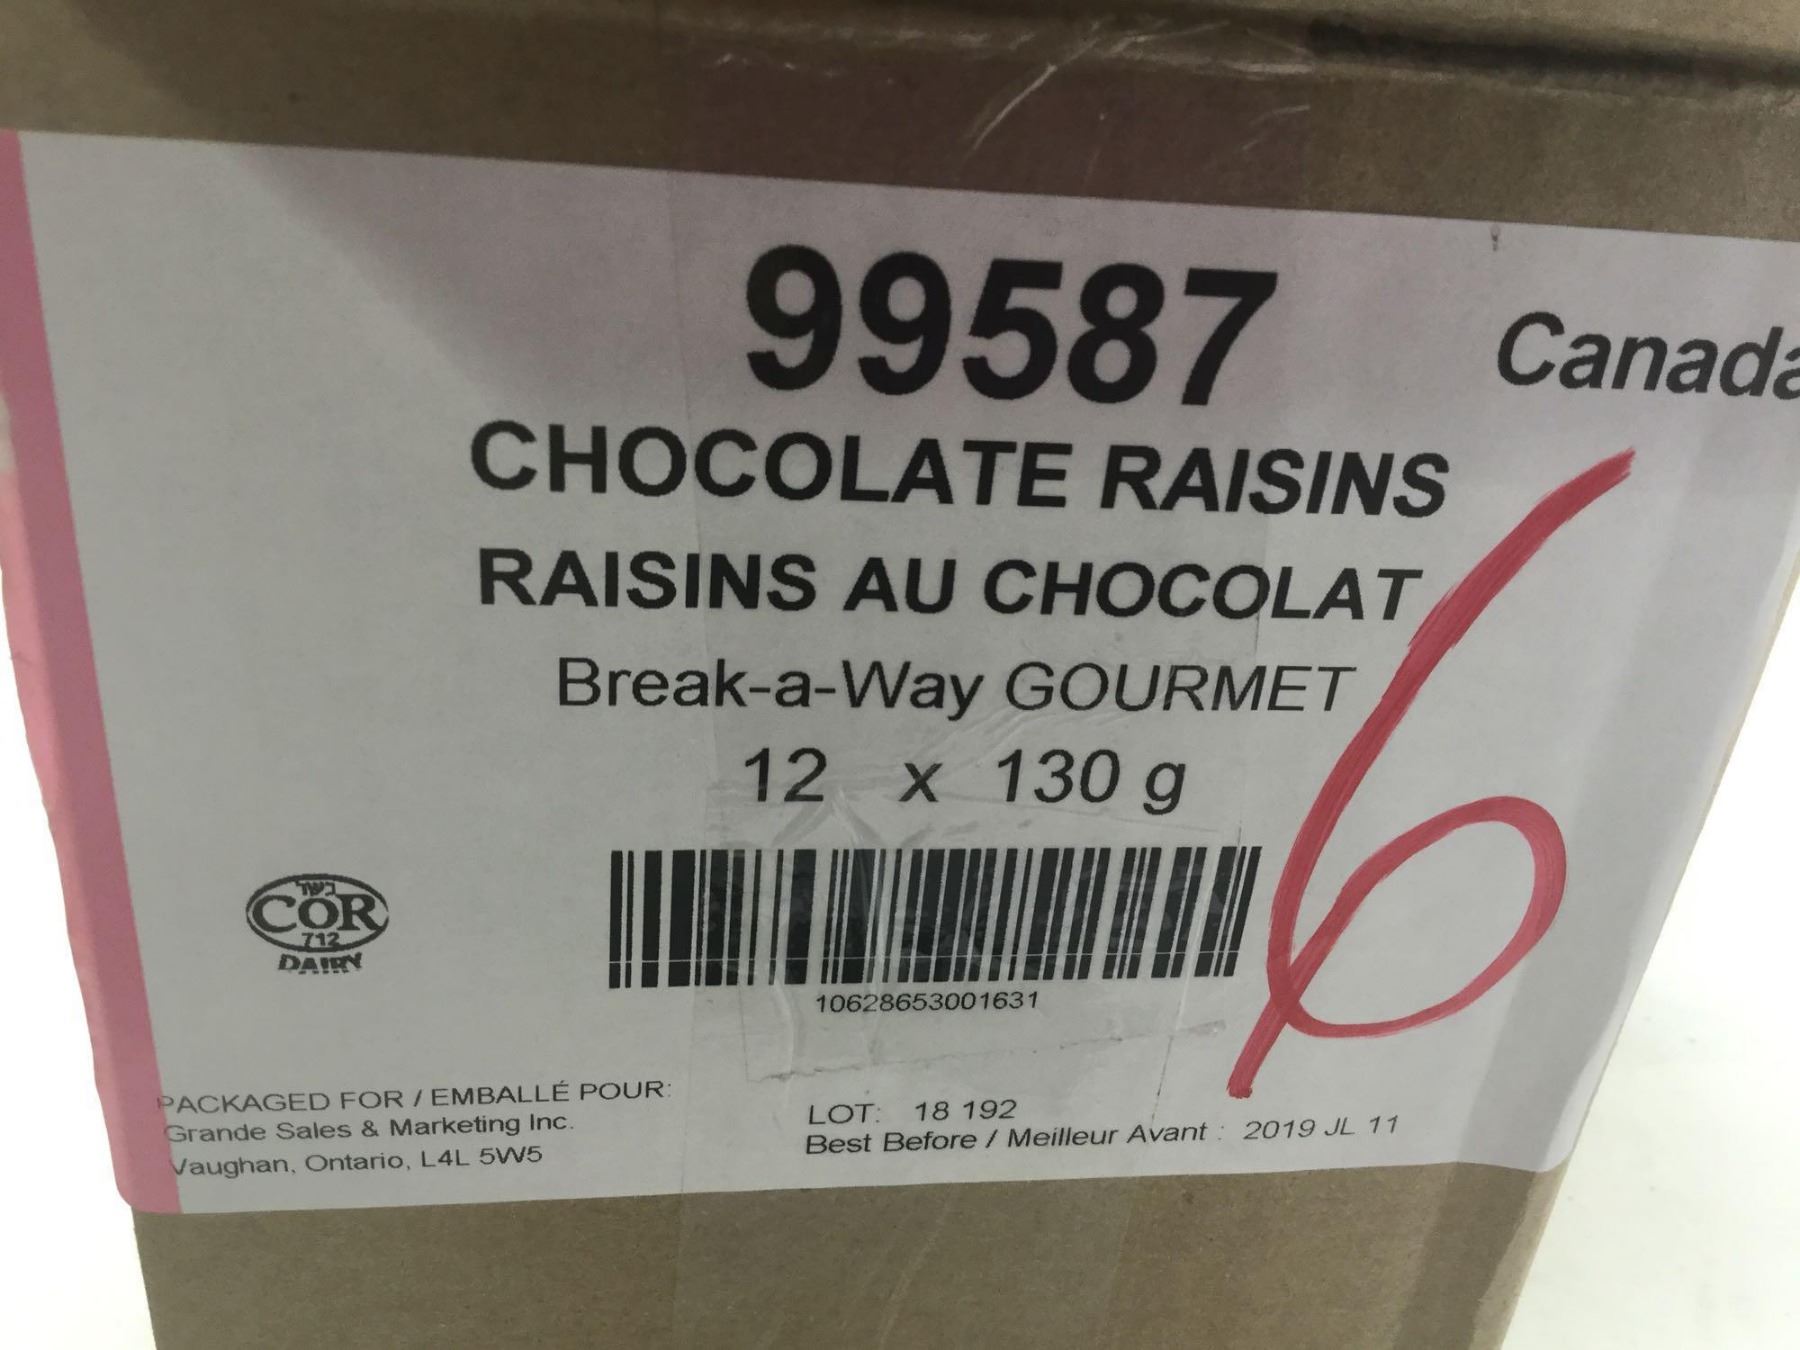 99587
Canada
CHOCOLATE RAISINS
RAISINS AU CHOCOLAT
Break-a-Way GOURMET
12 x 130 g
6
כשר
COR
712
DAIRY
10628653001631
PACKAGED FOR / EMBALLÉ POUR:
Grande Sales & Marketing Inc.
Vaughan, Ontario, L4L 5W5
LOT: 18 192
Best Before / Meilleur Avant : 2019 JL 11